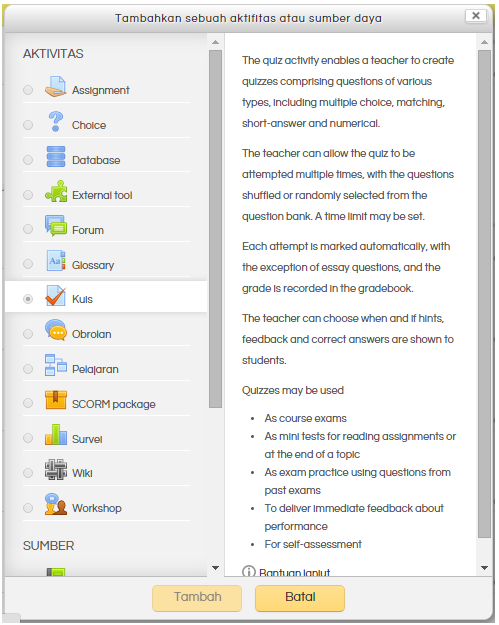 Tambahkan sebuah aktifitas atau sumber daya
AKTIVITAS
Assignment
Choice
Database
External tool
Forum
Glossary
Kuis
Obrolan
Pelajaran
SCORM package
Survei
Wiki
Workshop
SUMBER
The quiz activity enables a teacher to create
quizzes comprising questions of various
types, including multiple choice, matching,
short-answer and numerical.
The teacher can allow the quiz to be
attempted multiple times, with the questions
shuffled or randomly selected from the
question bank. A time limit may be set.
Each attempt is marked automatically, with
the exception of essay questions, and the
grade is recorded in the gradebook.
The teacher can choose when and if hints,
feedback and correct answers are shown to
students.
Quizzes may be used
• As course exams
• As mini tests for reading assignments or
at the end of a topic
• As exam practice using questions from
past exams
• To deliver immediate feedback about
performance
• For self-assessment
Bantuan lanjut
Tambah
Batal